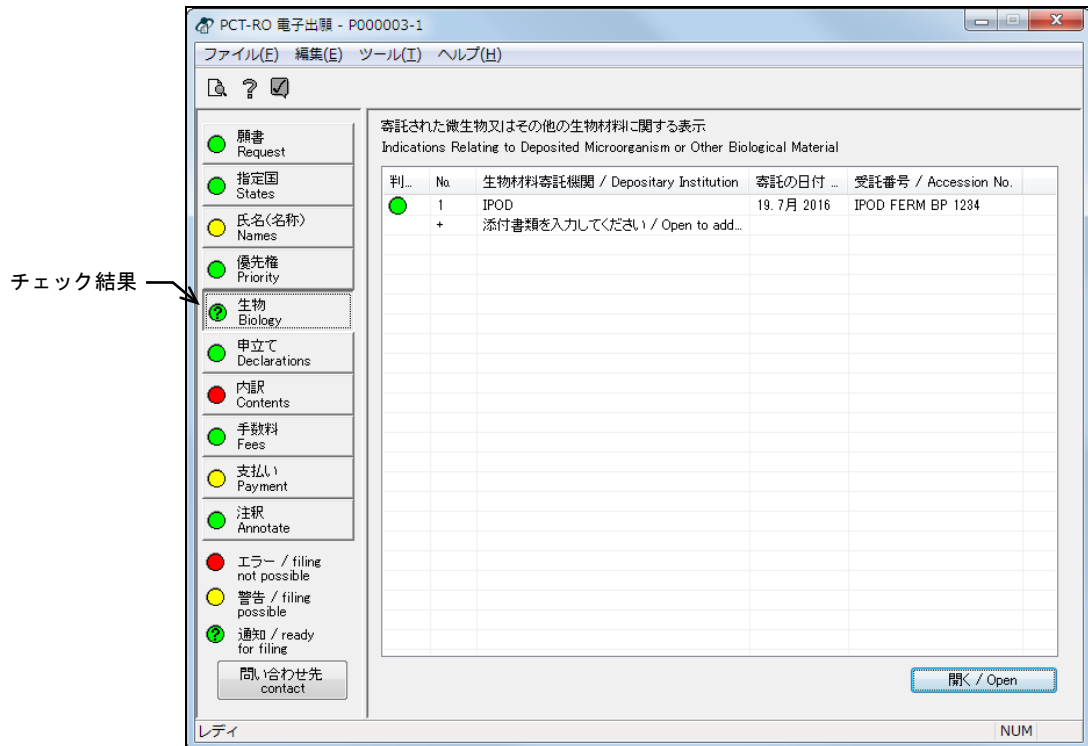 PCT-RO 電子出願 - P000003-1
ファイル(F) 編集(E) ツール(T) ヘルプ(H)
願書
Request
指定国
States
氏名(名称)
Names
優先権
Priority
チェック結果
生物
Biology
申立て
Declarations
内訳
Contents
手数料
Fees
支払い
Payment
注釈
Annotate
エラー / filing
not possible
警告 / filing
possible
通知 / ready
for filing
問い合わせ先
contact
寄託された微生物又はその他の生物材料に関する表示
Indications Relating to Deposited Microorganism or Other Biological Material
判... No. 生物材料寄託機関 / Depositary Institution 寄託の日付 ... 受託番号 / Accession No.
1 IPOD 19. 7月 2016 IPOD FERM BP 1234
+ 添付書類を入力してください / Open to add...
開く / Open
レディ NUM